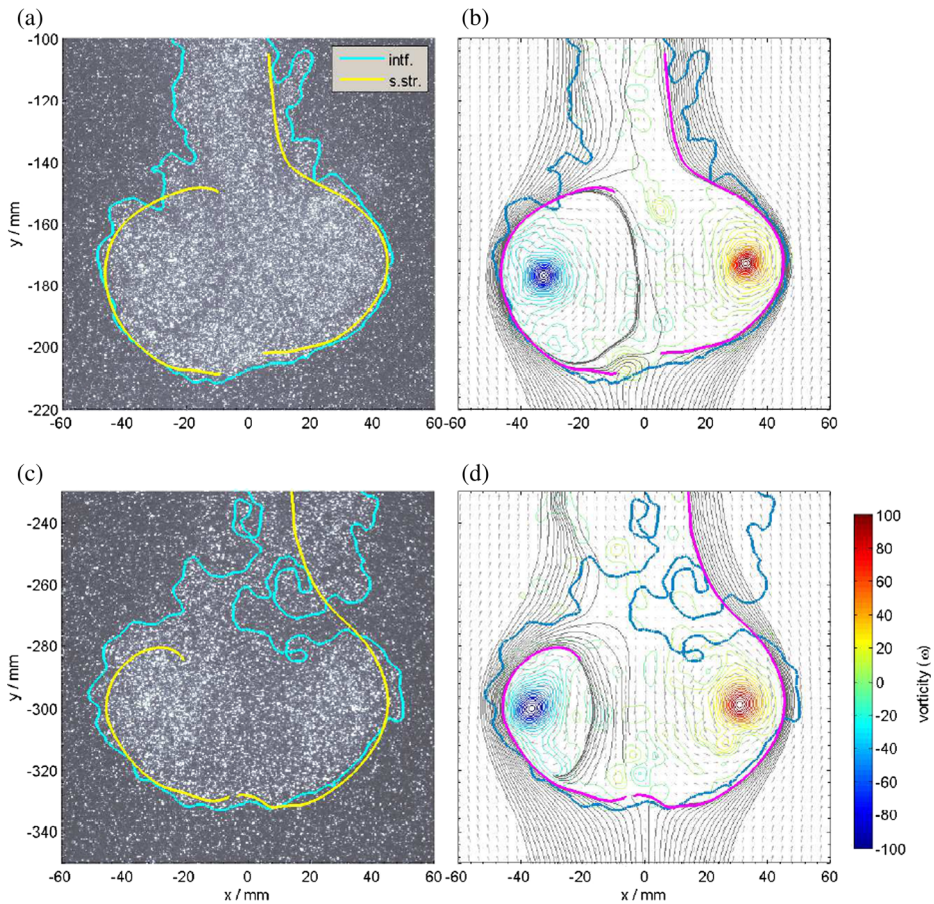 (a)
(b)
-100
-120
-140
-160
-180
-200
-220
y / mm
intf.
s.str.
-60 -40 -20 0 20 40 60
-40 -20 0 20 40 60
(c)
(d)
-240
-260
-280
-300
-320
-340
y / mm
-60 -40 -20 0 20 40 -60
x / mm
-40 -20 0 20 40 60
x / mm
100
80
60
40
20
0
-20
-40
-60
-80
-100
vorticity (ω)